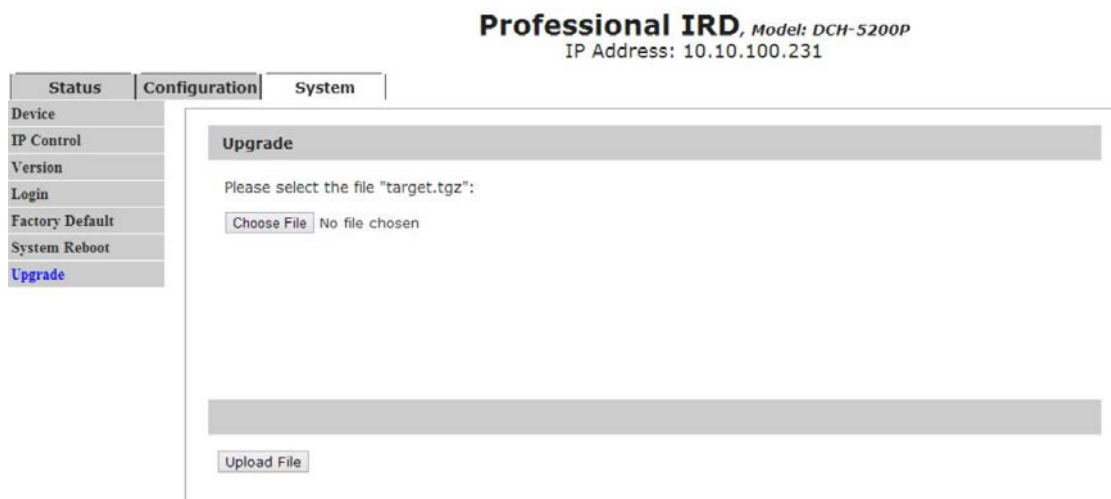 Professional IRD, Model: DCH-5200P
IP Address: 10.10.100.231
Status Configuration System
Device
IP Control
Version
Login
Factory Default
System Reboot
Upgrade
Upgrade
Please select the file "target.tgz":
Choose File No file chosen
Upload File